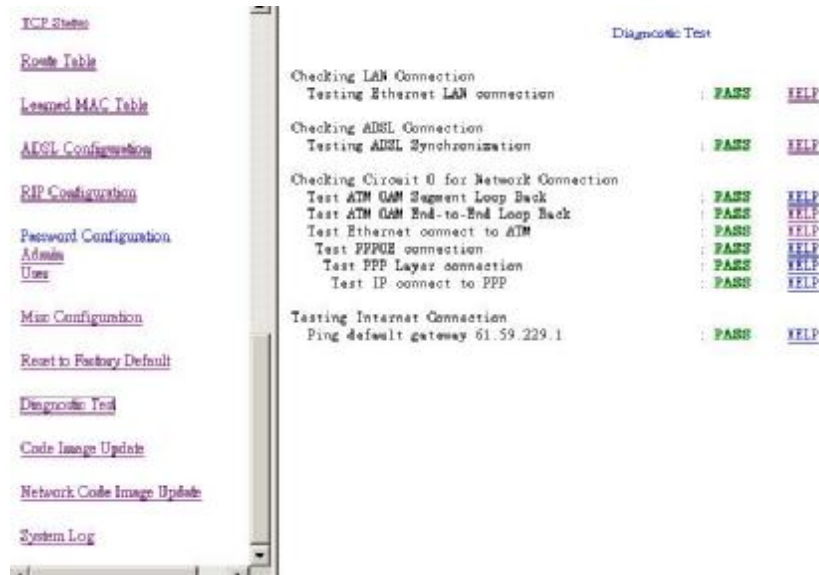 TCP Status
Route Table
Learned MAC Table
ADSL Configuration
RIP Configuration
Password Configuration
Admin
User
Misc Configuration
Reset to Factory Default
Diagnostic Test
Code Image Update
Network Code Image Update
System Log
Diagnostic Test
Checking LAN Connection
Testing Ethernet LAN connection : PASS HELP
Checking ADSL Connection
Testing ADSL Synchronization : PASS HELP
Checking Circuit 0 for Network Connection
Test ATM OAM Segment Loop Back : PASS HELP
Test ATM OAM End-to-End Loop Back : PASS HELP
Test Ethernet connect to ATM : PASS HELP
Test PPPOE connection : PASS HELP
Test PPP Layer connection : PASS HELP
Test IP connect to PPP : PASS HELP
Testing Internet Connection
Ping default gateway 61.59.229.1 : PASS HELP